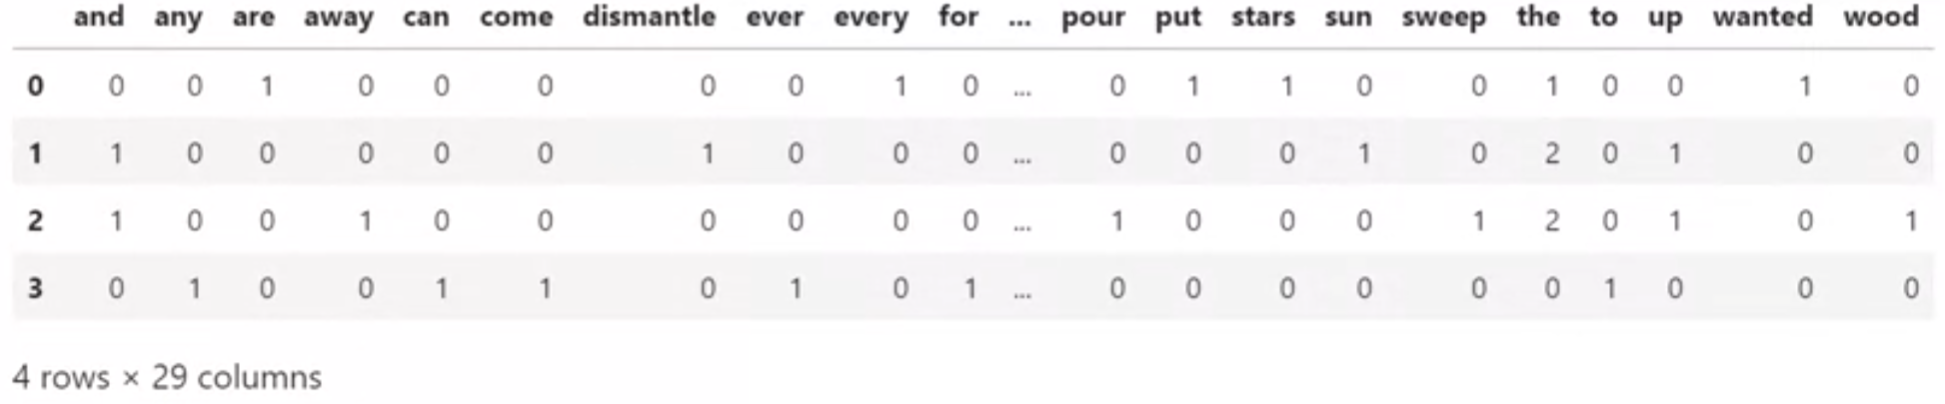 and any are away can come dismantle ever every for ... pour put stars sun sweep the to up wanted wood
0 0 0 1 0 0 0 0 0 1 0 ... 0 1 1 0 0 1 0 0 1 0
1 1 0 0 0 0 0 1 0 0 0 ... 0 0 0 1 0 2 0 1 0 0
2 1 0 0 1 0 0 0 0 0 0 ... 1 0 0 0 1 2 0 1 0 1
3 0 1 0 0 1 1 0 1 0 1 ... 0 0 0 0 0 0 1 0 0 0
4 rows × 29 columns